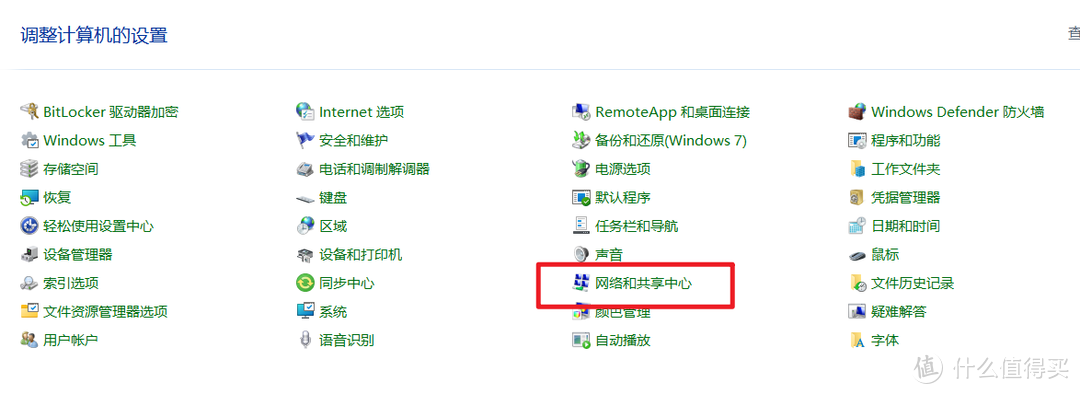 调整计算机的设置
查
BitLocker 驱动器加密 Internet 选项 RemoteApp 和桌面连接 Windows Defender 防火墙
Windows 工具 安全和维护 备份和还原(Windows 7) 程序和功能
存储空间 电话和调制解调器 电源选项 工作文件夹
恢复 键盘 默认程序 凭据管理器
轻松使用设置中心 区域 任务栏和导航 日期和时间
设备管理器 设备和打印机 声音 鼠标
索引选项 同步中心 网络和共享中心 文件历史记录
文件资源管理器选项 系统 颜色管理 疑难解答
用户帐户 语音识别 自动播放 字体
值 什么值得买